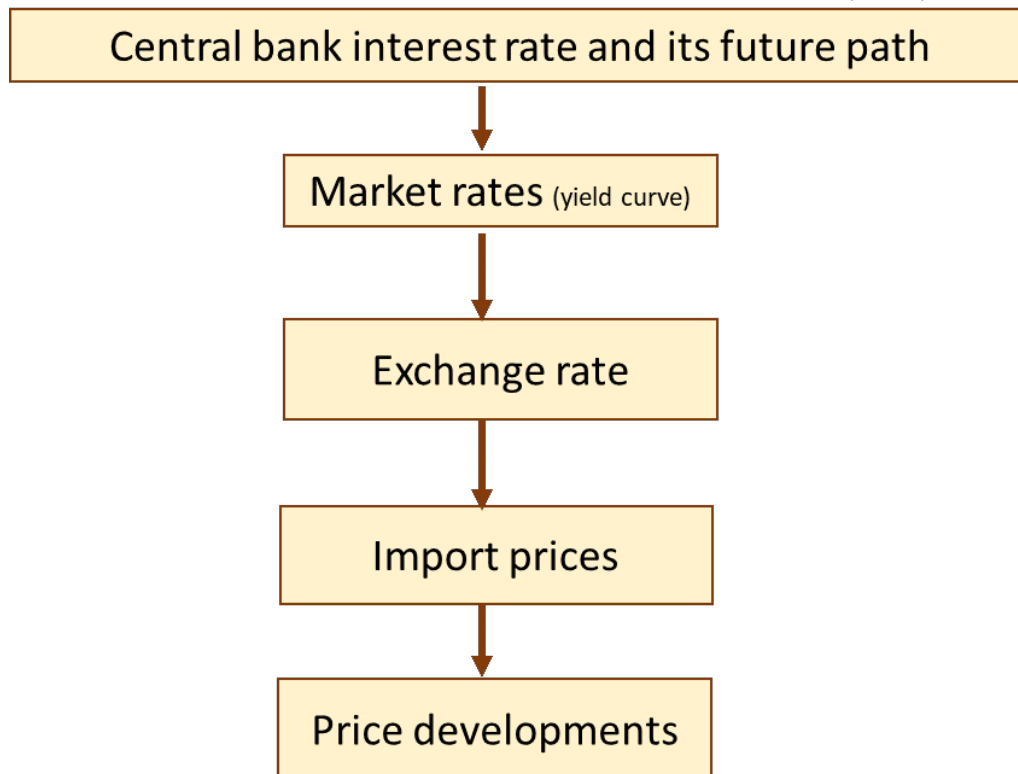 Central bank interest rate and its future path
Market rates (yield curve)
Exchange rate
Import prices
Price developments